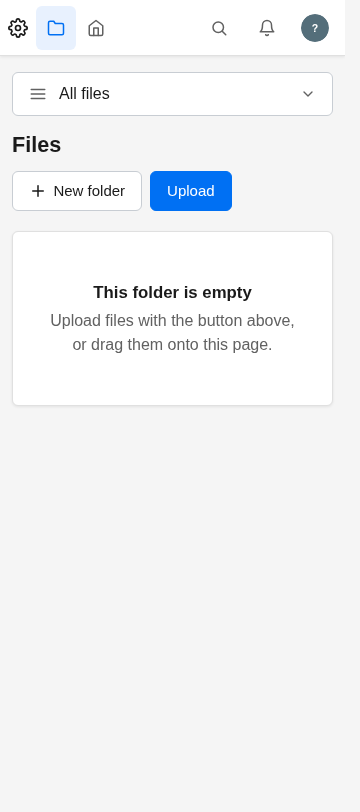 ?
All files
Files
New folder
Upload
This folder is empty
Upload files with the button above,
or drag them onto this page.